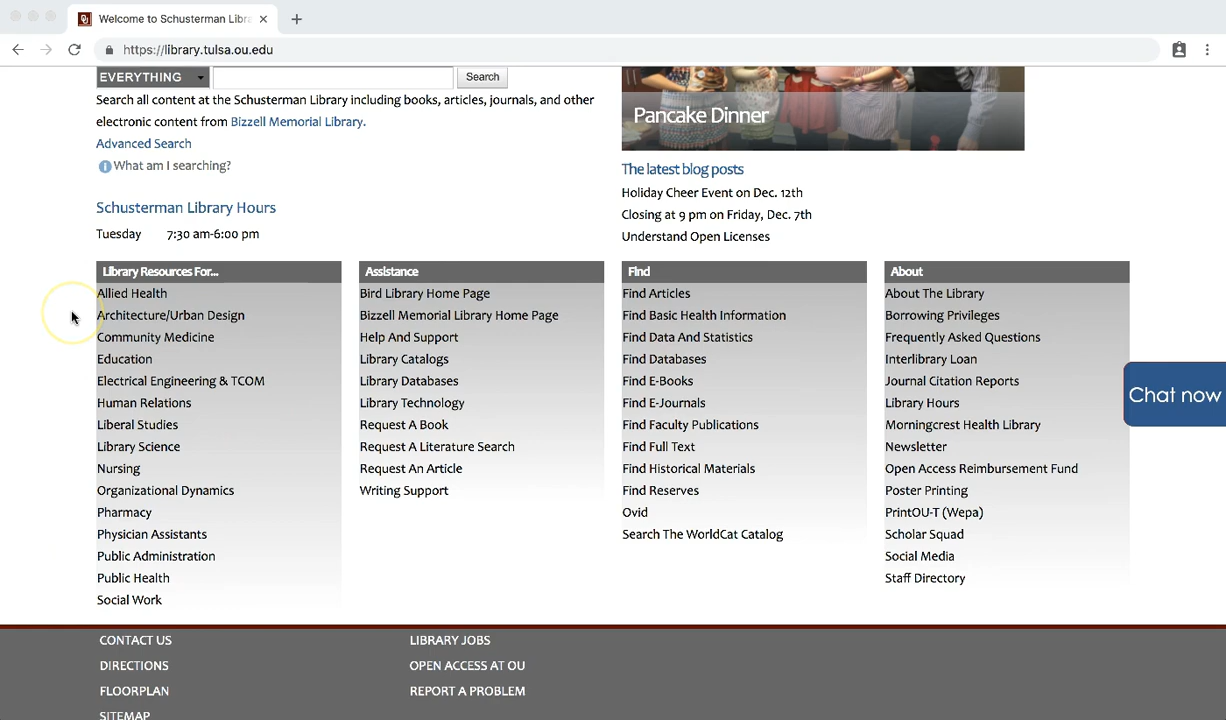 Welcome to Schusterman Libra
https://library.tulsa.ou.edu
EVERYTHING
Search
Search all content at the Schusterman Library including books, articles, journals, and other
electronic content from Bizzell Memorial Library.
Advanced Search
What am I searching?
Schusterman Library Hours
Tuesday 7:30 am-6:00 pm
Pancake Dinner
The latest blog posts
Holiday Cheer Event on Dec. 12th
Closing at 9 pm on Friday, Dec. 7th
Understand Open Licenses
Library Resources For...
Allied Health
Architecture/Urban Design
Community Medicine
Education
Electrical Engineering & TCOM
Human Relations
Liberal Studies
Library Science
Nursing
Organizational Dynamics
Pharmacy
Physician Assistants
Public Administration
Public Health
Social Work
Assistance
Bird Library Home Page
Bizzell Memorial Library Home Page
Help And Support
Library Catalogs
Library Databases
Library Technology
Request A Book
Request A Literature Search
Request An Article
Writing Support
Find
Find Articles
Find Basic Health Information
Find Data And Statistics
Find Databases
Find E-Books
Find E-Journals
Find Faculty Publications
Find Full Text
Find Historical Materials
Find Reserves
Ovid
Search The WorldCat Catalog
About
About The Library
Borrowing Privileges
Frequently Asked Questions
Interlibrary Loan
Journal Citation Reports
Library Hours
Morningcrest Health Library
Newsletter
Open Access Reimbursement Fund
Poster Printing
PrintOU-T (Wepa)
Scholar Squad
Social Media
Staff Directory
Chat now
CONTACT US
DIRECTIONS
FLOORPLAN
SITEMAP
LIBRARY JOBS
OPEN ACCESS AT OU
REPORT A PROBLEM